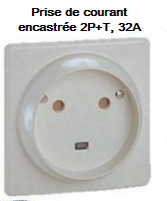 Prise de courant
encastrée 2P+T, 32A